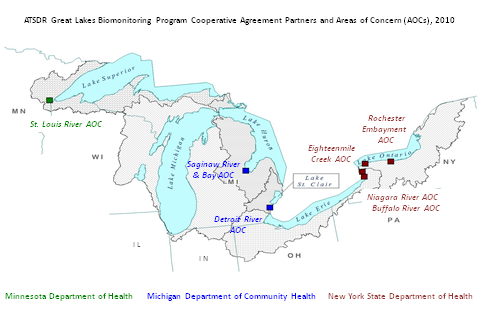 ATSDR Great Lakes Biomonitoring Program Cooperative Agreement Partners and Areas of Concern (AOCs), 2010
Lake Superior
MN
St. Louis River AOC
Rochester
Embayment
AOC
Lake Huron
Eighteenmile
Creek AOC
Lake Ontario
WI
Lake Michigan
Saginaw River
& Bay AOC
MI
NY
Lake
St Clair
Niagara River AOC
Buffalo River AOC
Detroit River
AOC
Lake Erie
PA
IL
IN
OH
Minnesota Department of Health
Michigan Department of Community Health
New York State Department of Health